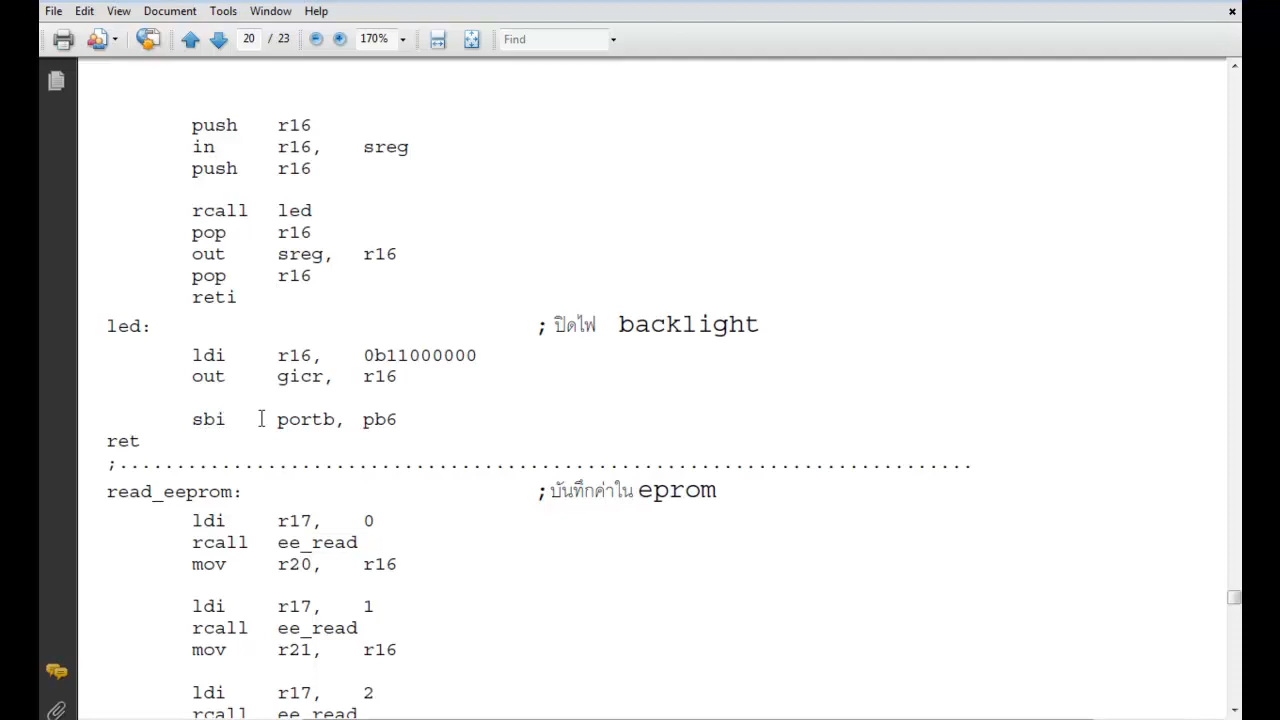 File Edit View Document Tools Window Help
20 / 23 170% Find
push r16
in r16, sreg
push r16
rcall led
pop r16
out sreg, r16
pop r16
reti
led: ;ปิดไฟ backlight
ldi r16, 0b11000000
out gicr, r16
sbi portb, pb6
ret
;...........................................................................
read_eeprom: ;บันทึกค่าใน eprom
ldi r17, 0
rcall ee_read
mov r20, r16
ldi r17, 1
rcall ee_read
mov r21, r16
ldi r17, 2
rcall ee_read